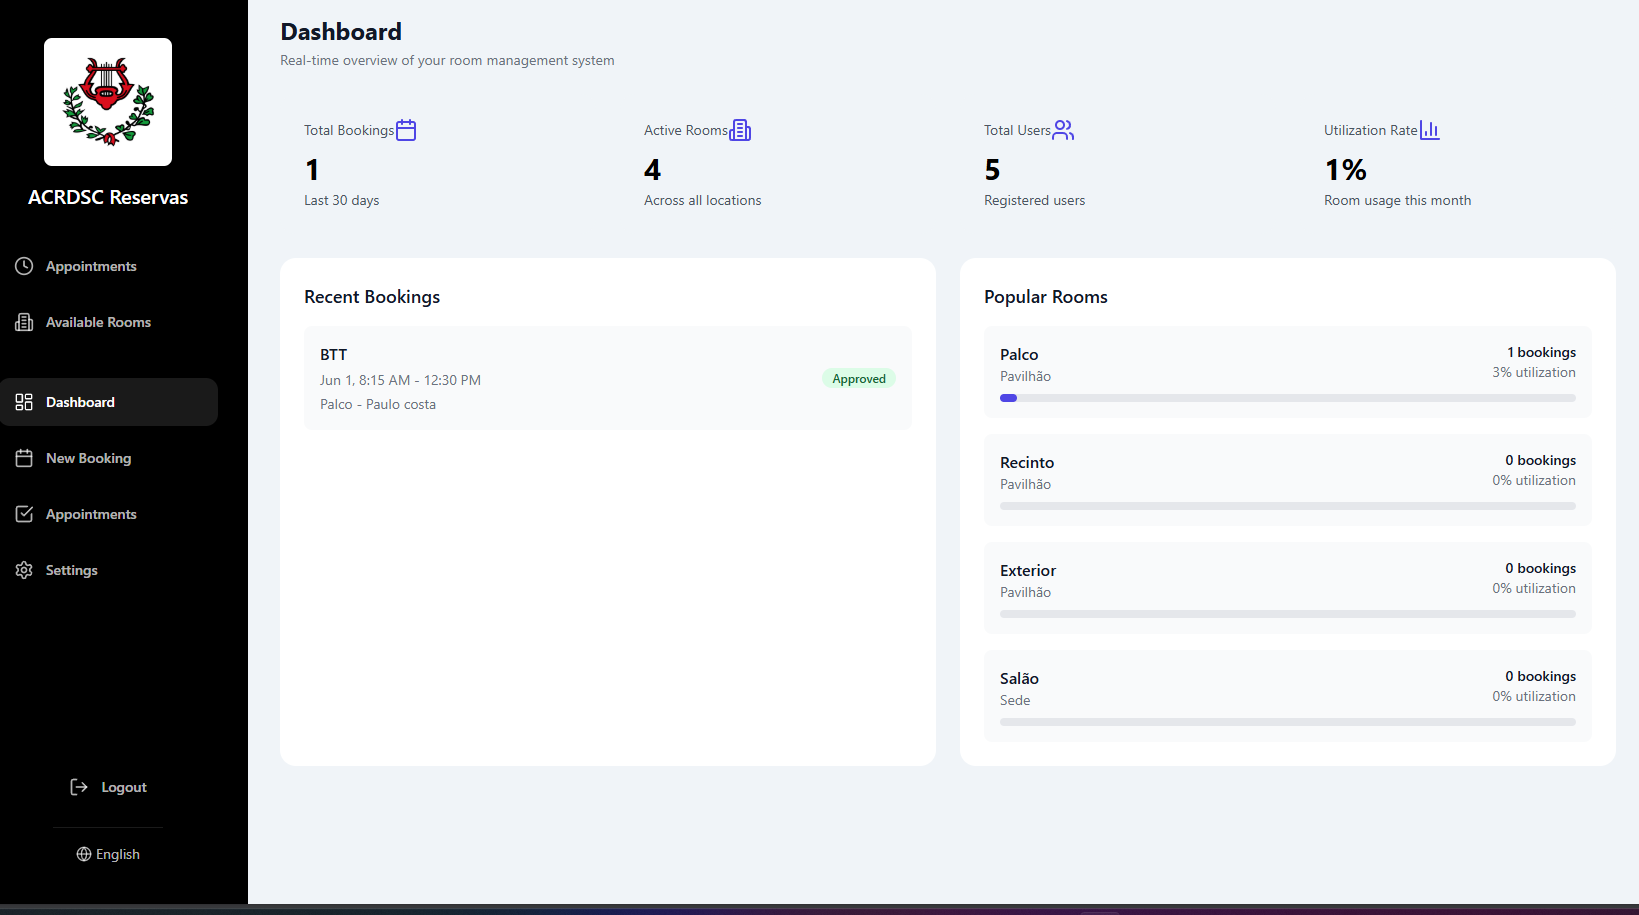 ACRDSC Reservas
Appointments
Available Rooms
Dashboard
New Booking
Appointments
Settings
Logout
English
Dashboard
Real-time overview of your room management system
Total Bookings
1
Last 30 days
Active Rooms
4
Across all locations
Total Users
5
Registered users
Utilization Rate
1%
Room usage this month
Recent Bookings
BTT
Jun 1, 8:15 AM - 12:30 PM
Palco - Paulo costa
Approved
Popular Rooms
Palco
Pavilhão
1 bookings
3% utilization
Recinto
Pavilhão
0 bookings
0% utilization
Exterior
Pavilhão
0 bookings
0% utilization
Salão
Sede
0 bookings
0% utilization